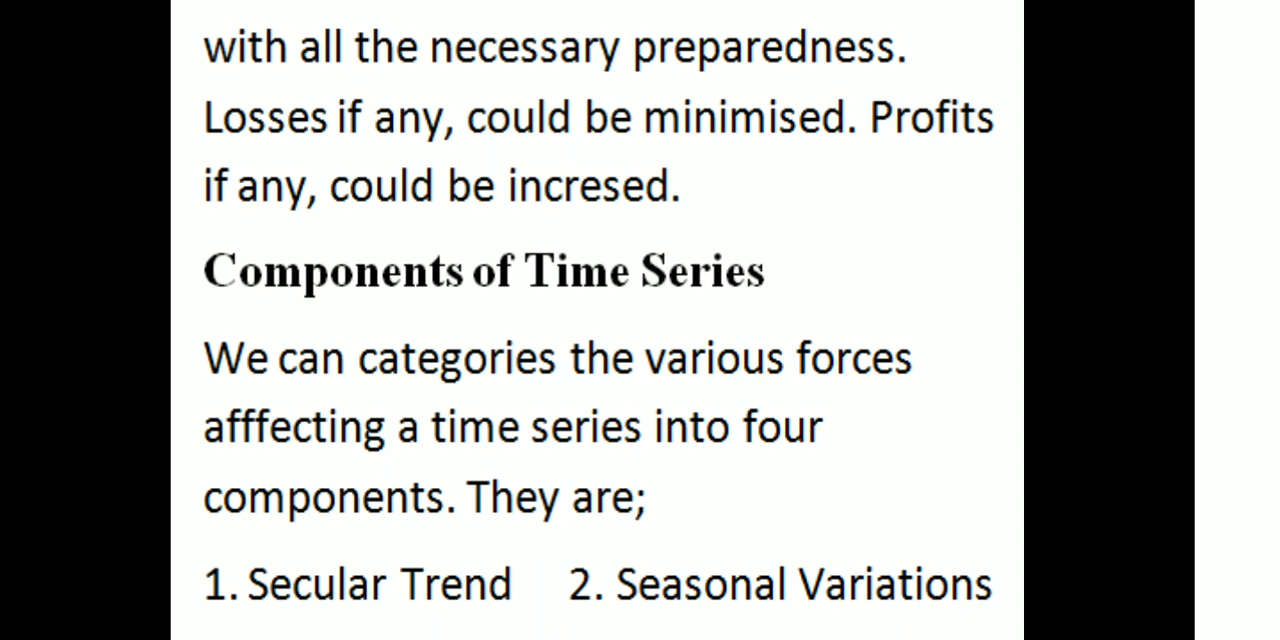 with all the necessary preparedness.
Losses if any, could be minimised. Profits
if any, could be incresed.
Components of Time Series
We can categories the various forces
afffecting a time series into four
components. They are;
1. Secular Trend 2. Seasonal Variations